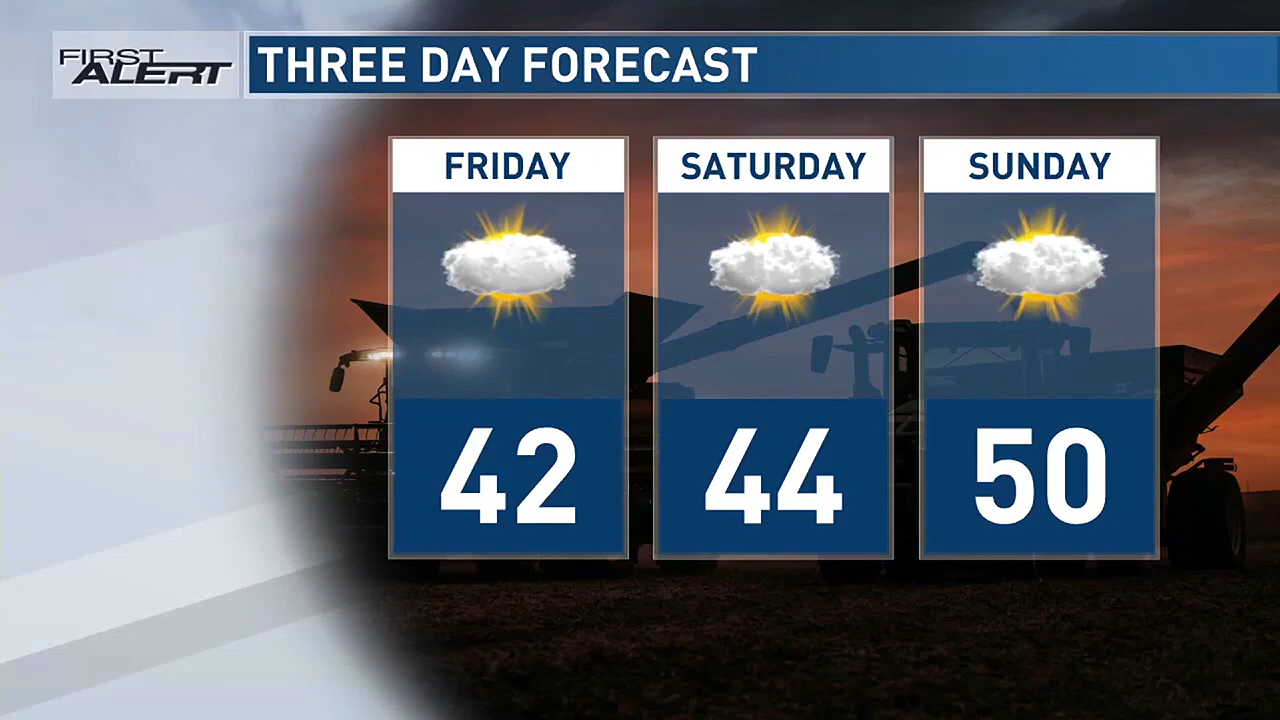 FIRST
ALERT
THREE DAY FORECAST
FRIDAY
SATURDAY
SUNDAY
42
44
50